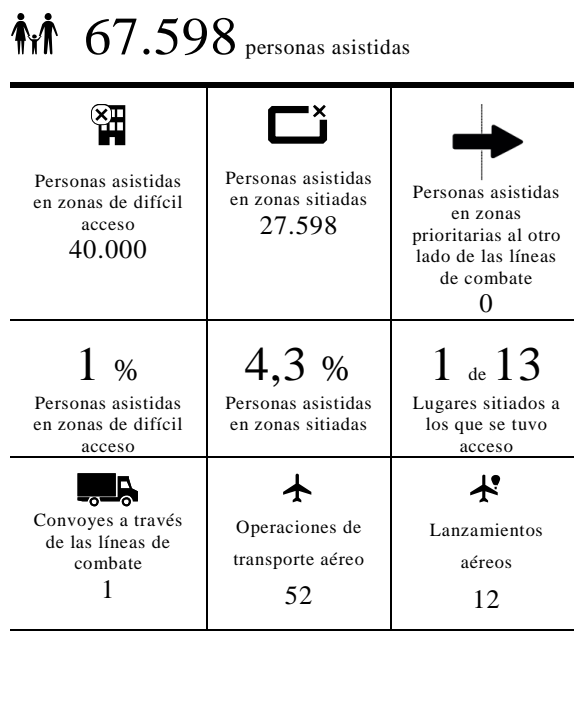 67.598 personas asistidas
Personas asistidas
en zonas de difícil
acceso
40.000
Personas asistidas
en zonas sitiadas
27.598
Personas asistidas
en zonas
prioritarias al otro
lado de las líneas
de combate
0
1 %
Personas asistidas
en zonas de difícil
acceso
4,3 %
Personas asistidas
en zonas sitiadas
1 de 13
Lugares sitiados a
los que se tuvo
acceso
Convoyes a través
de las líneas de
combate
1
Operaciones de
transporte aéreo
52
Lanzamientos
aéreos
12